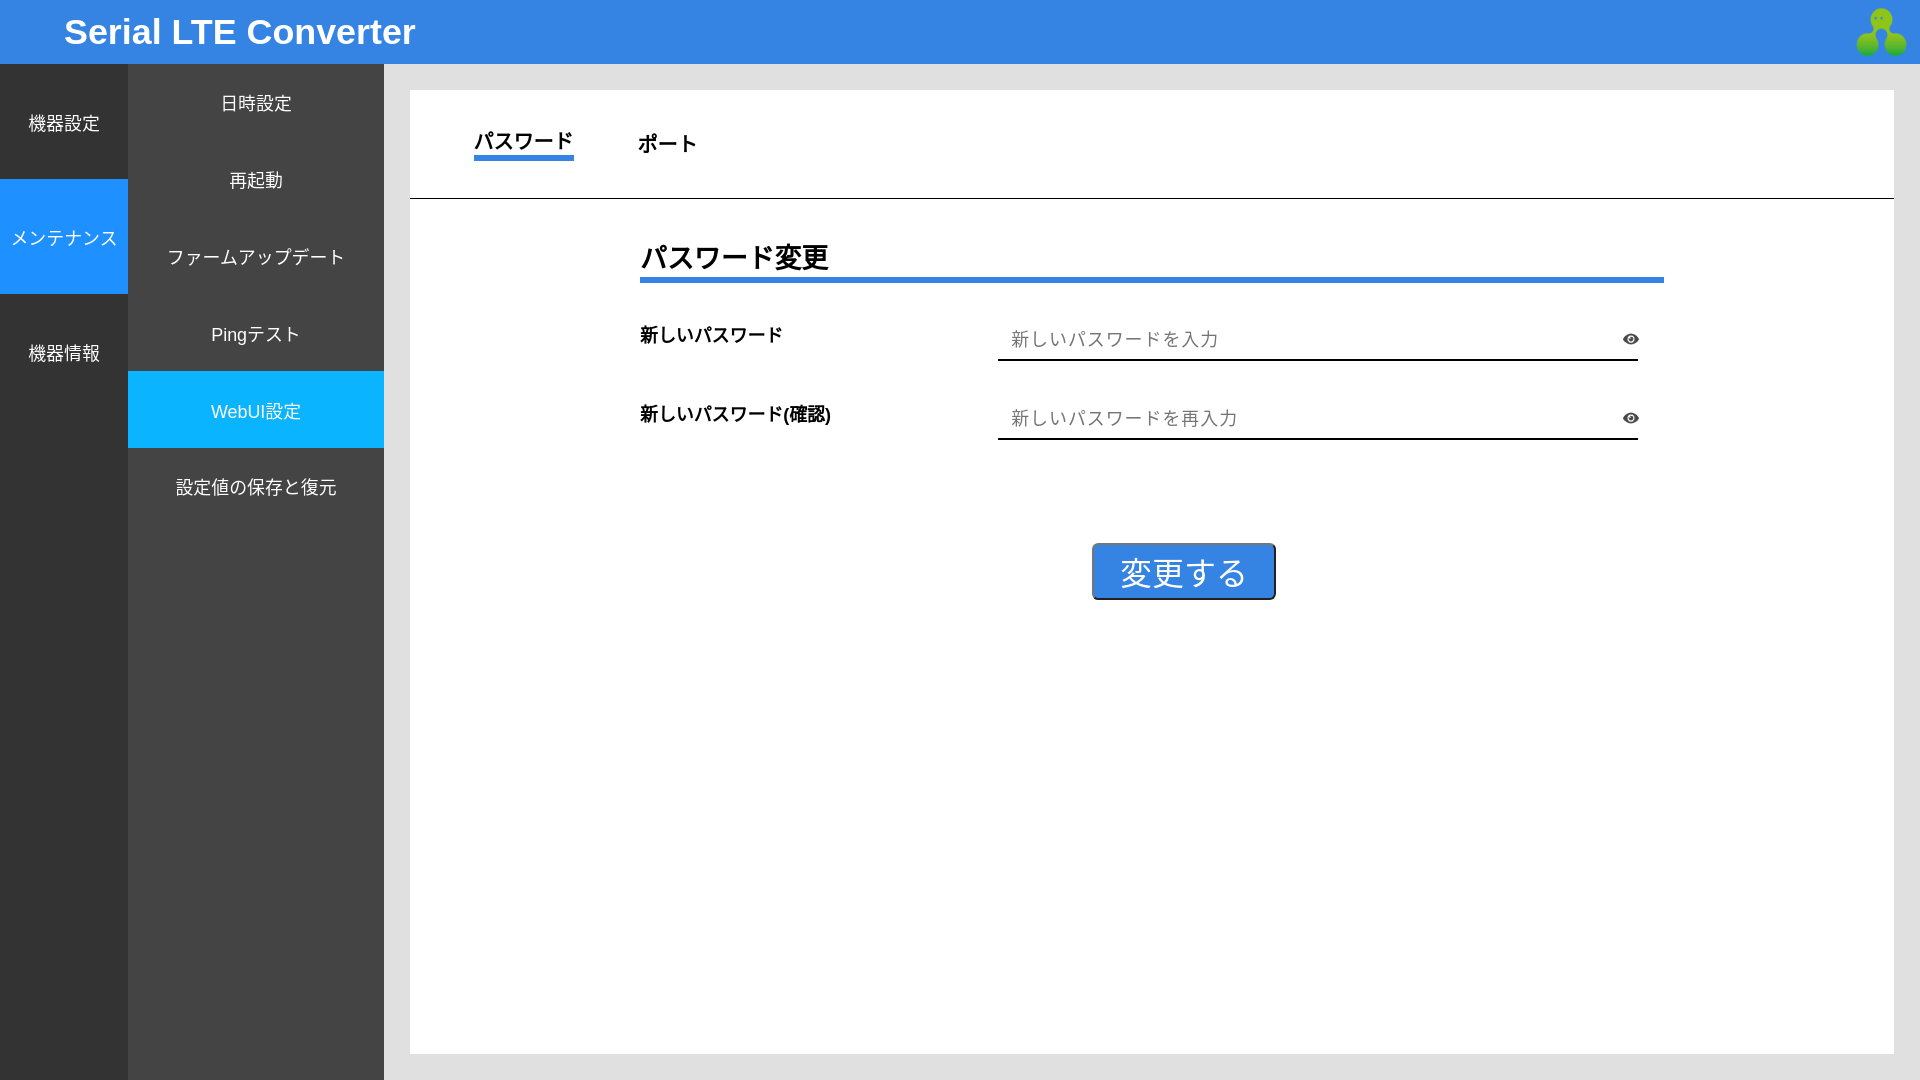 Serial LTE Converter
機器設定
メンテナンス
機器情報
日時設定
再起動
ファームアップデート
Pingテスト
WebUI設定
設定値の保存と復元
パスワード
ポート
パスワード変更
新しいパスワード
新しいパスワードを入力
新しいパスワード(確認)
新しいパスワードを再入力
変更する